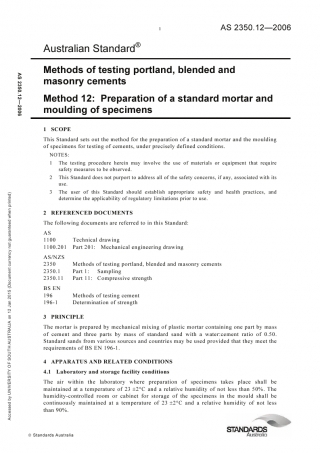 1
AS 2350.12—2006
Australian Standard®
Methods of testing portland, blended and
masonry cements
Method 12: Preparation of a standard mortar and
moulding of specimens
1 SCOPE
This Standard sets out the method for the preparation of a standard mortar and the moulding
of specimens for testing of cements, under precisely defined conditions.
NOTES:
1 The testing procedure herein may involve the use of materials or equipment that require
safety measures to be observed.
2 This Standard does not purport to address all of the safety concerns, if any, associated with its
use.
3 The user of this Standard should establish appropriate safety and health practices, and
determine the applicability of regulatory limitations prior to use.
2 REFERENCED DOCUMENTS
The following documents are referred to in this Standard:
AS
1100 Technical drawing
1100.201 Part 201: Mechanical engineering drawing
AS/NZS
2350 Methods of testing portland, blended and masonry cements
2350.1 Part 1: Sampling
2350.11 Part 11: Compressive strength
BS EN
196 Methods of testing cement
196-1 Determination of strength
3 PRINCIPLE
The mortar is prepared by mechanical mixing of plastic mortar containing one part by mass
of cement and three parts by mass of standard sand with a water/cement ratio of 0.50.
Standard sands from various sources and countries may be used provided that they meet the
requirements of BS EN 196-1.
4 APPARATUS AND RELATED CONDITIONS
4.1 Laboratory and storage facility conditions
The air within the laboratory where preparation of specimens takes place shall be
maintained at a temperature of 23 ±2°C and a relative humidity of not less than 50%. The
humidity-controlled room or cabinet for storage of the specimens in the mould shall be
continuously maintained at a temperature of 23 ±2°C and a relative humidity of not less
than 90%.
© Standards Australia
STANDARDS
Australia
AS 2350.12—2006
Accessed by UNIVERSITY OF SOUTH AUSTRALIA on 12 Jan 2015 (Document currency not guaranteed when printed)